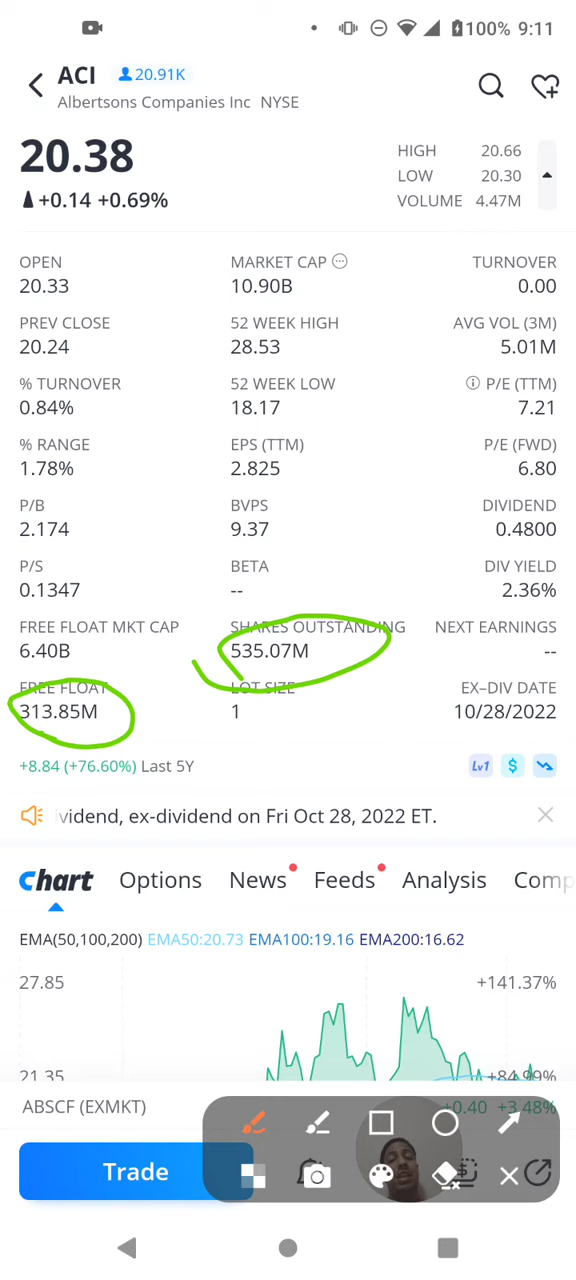 100% 9:11
ACI 20.91K
Albertsons Companies Inc NYSE
20.38
+0.14 +0.69%
HIGH 20.66
LOW 20.30
VOLUME 4.47M
OPEN MARKET CAP TURNOVER
20.33 10.90B 0.00
PREV CLOSE 52 WEEK HIGH AVG VOL (3M)
20.24 28.53 5.01M
% TURNOVER 52 WEEK LOW P/E (TTM)
0.84% 18.17 7.21
% RANGE EPS (TTM) P/E (FWD)
1.78% 2.825 6.80
P/B BVPS DIVIDEND
2.174 9.37 0.4800
P/S BETA DIV YIELD
0.1347 -- 2.36%
FREE FLOAT MKT CAP SHARES OUTSTANDING NEXT EARNINGS
6.40B 535.07M --
FREE FLOAT LOT SIZE EX-DIV DATE
313.85M 1 10/28/2022
+8.84 (+76.60%) Last 5Y Lv1 $
vidend, ex-dividend on Fri Oct 28, 2022 ET.
Chart Options News Feeds Analysis Comp
EMA(50,100,200) EMA50:20.73 EMA100:19.16 EMA200:16.62
27.85 +141.37%
21.35 +84.99%
ABSCF (EXMKT) +0.40 +3.48%
Trade